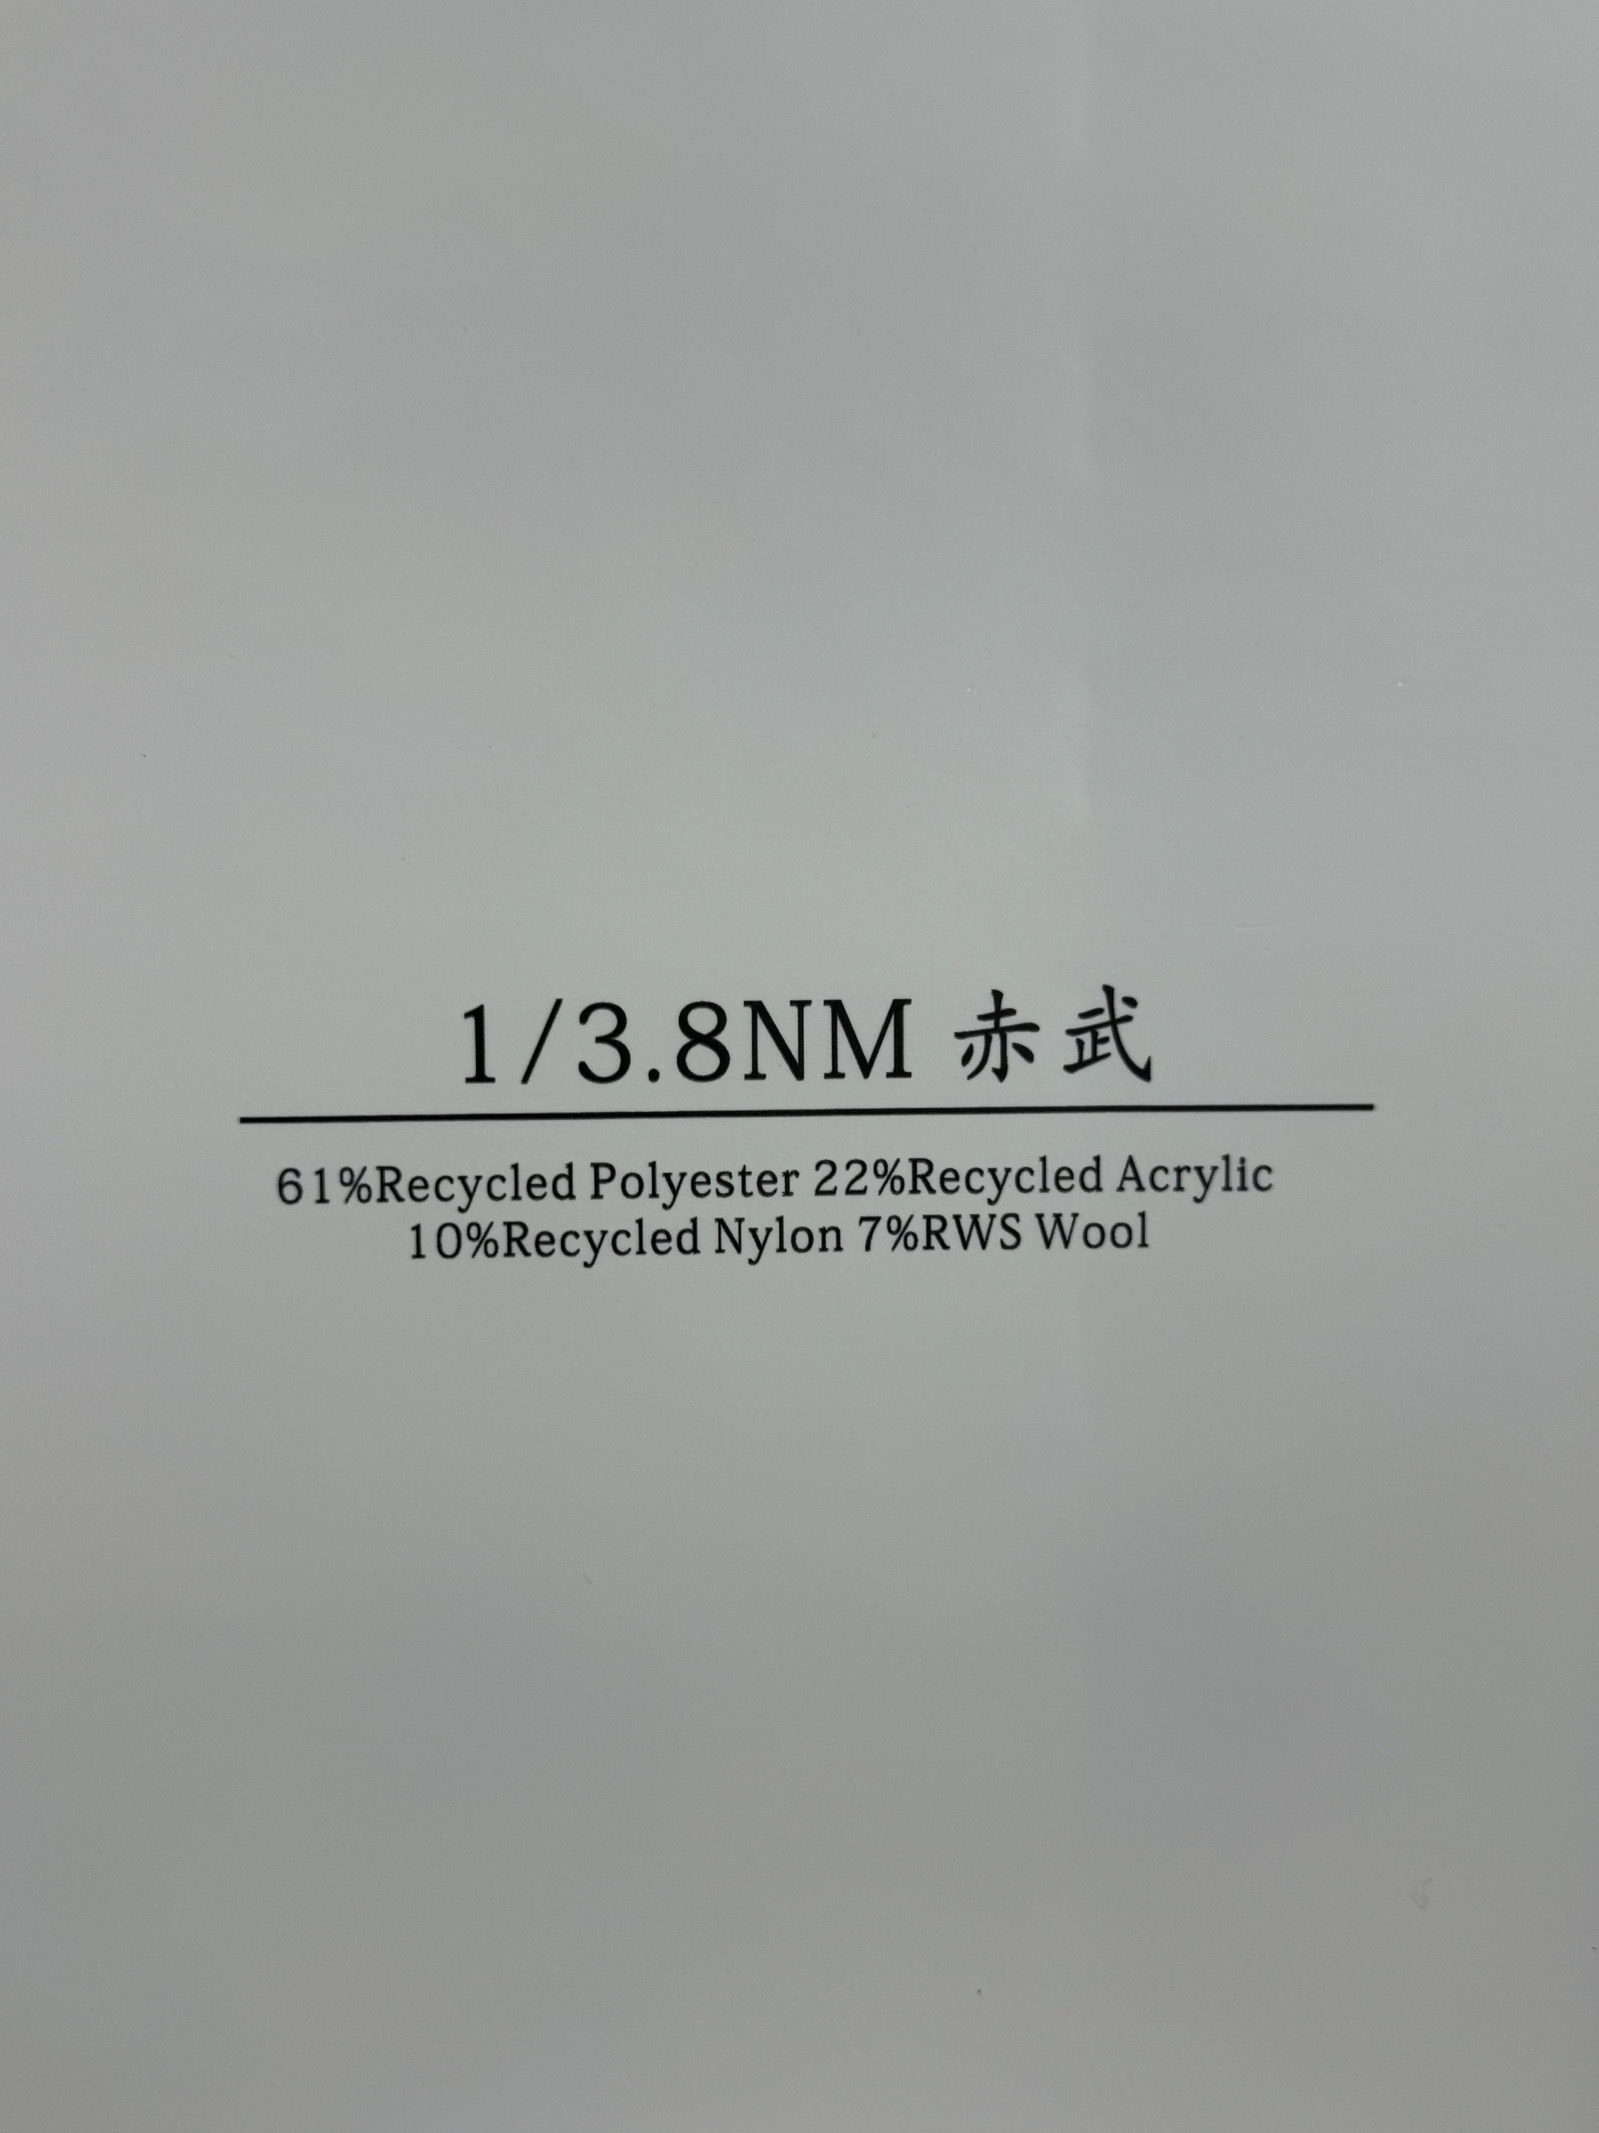 1/3.8NM 赤武
61%Recycled Polyester 22%Recycled Acrylic
10%Recycled Nylon 7%RWS Wool